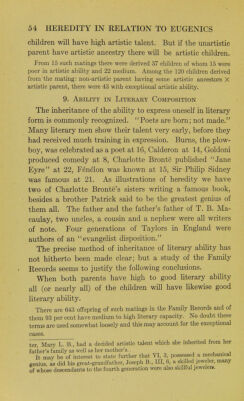 54 HEREDITY IN RELATION TO EUGENICS
children will have high artistic talent. But if the unartistic
parent have artistic ancestry there will be artistic children.
From 15 such matings there were derived 37 children of whom 15 were
poor in artistic ability and 22 medium. Among the 120 children derived
from the mating: not-artistic parent having some artistic ancestors ×
artistic parent, there were 43 with exceptional artistic ability.
9. Ability in Literary Composition
The inheritance of the ability to express oneself in literary
form is commonly recognized. "Poets are born; not made."
Many literary men show their talent very early, before they
had received much training in expression. Burns, the plow-
boy, was celebrated as a poet at 16, Calderon at 14, Goldoni
produced comedy at 8, Charlotte Brontë published "Jane
Eyre" at 22, Fénélon was known at 15, Sir Philip Sidney
was famous at 21. As illustrations of heredity we have
two of Charlotte Brontë's sisters writing a famous book,
besides a brother Patrick said to be the greatest genius of
them all. The father and the father's father of T. B. Ma-
caulay, two uncles, a cousin and a nephew were all writers
of note. Four generations of Taylors in England were
authors of an "evangelist disposition."
The precise method of inheritance of literary ability has
not hitherto been made clear; but a study of the Family
Records seems to justify the following conclusions.
When both parents have high to good literary ability
all (or nearly all) of the children will have likewise good
literary ability.
There are 643 offspring of such matings in the Family Records and of
them 93 per cent have medium to high literary capacity. No doubt these
terms are used somewhat loosely and this may account for the exceptional
cases.
ter, Mary L. B., had a decided artistic talent which she inherited from her
father's family as well as her mother's.
It may be of interest to state further that VI, 3, possessed a mechanical
genius, as did his great-grandfather, Joseph B., III, 6, a skilled jeweler, many
of whose descendants to the fourth generation were also skillful jewelers.